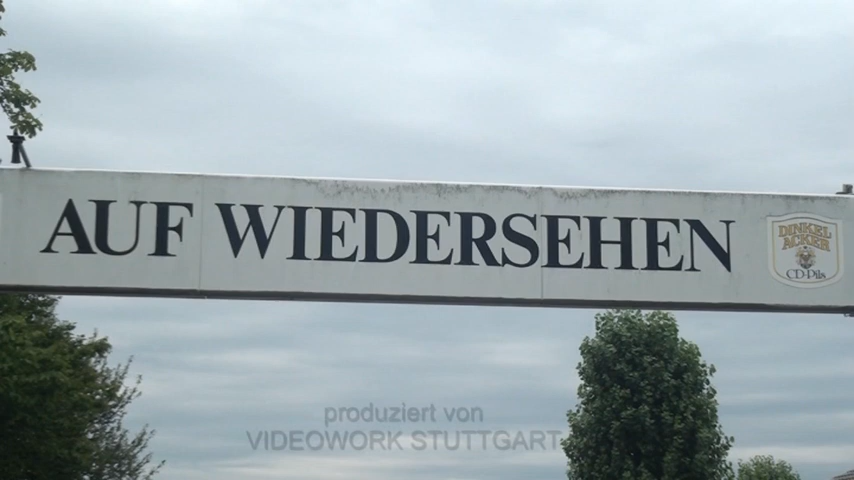 AUF WIEDERSEHEN
DINKEL
ACKER
CD-Pils
produziert von
VIDEOWORK STUTTGART